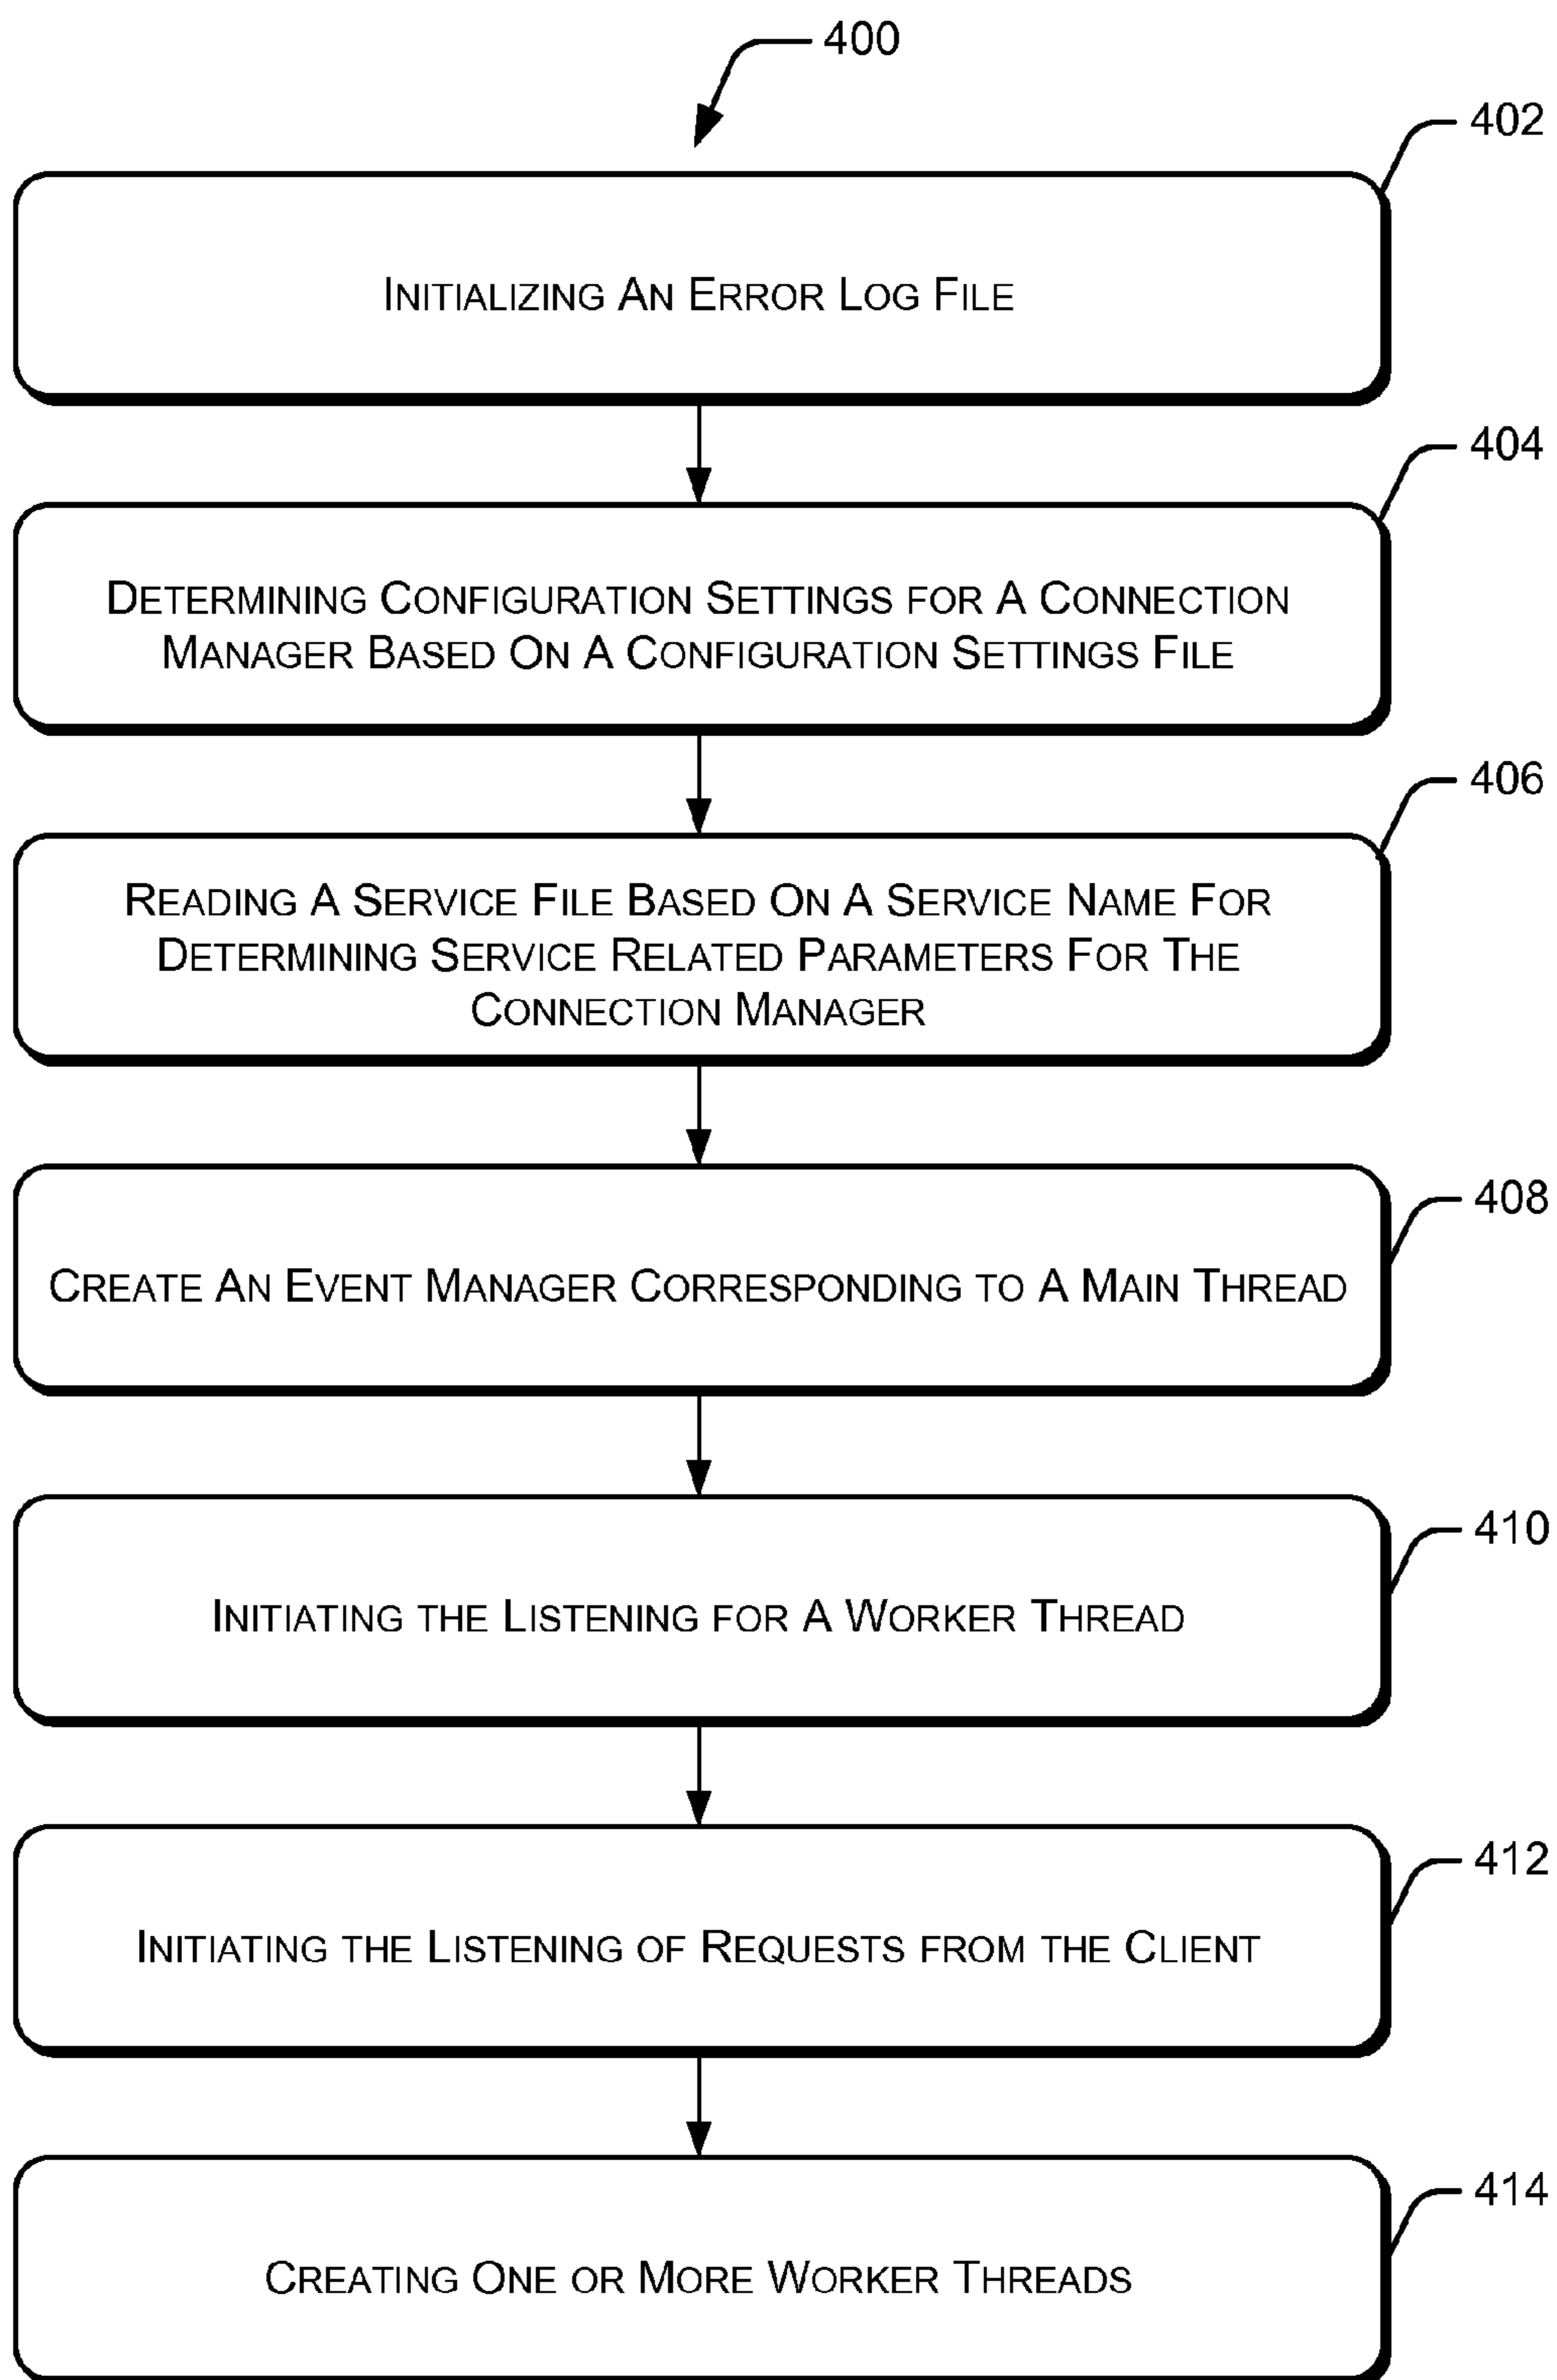 400
402
INITIALIZING AN ERROR LOG FILE
404
DETERMINING CONFIGURATION SETTINGS FOR A CONNECTION
MANAGER BASED ON A CONFIGURATION SETTINGS FILE
406
READING A SERVICE FILE BASED ON A SERVICE NAME FOR
DETERMINING SERVICE RELATED PARAMETERS FOR THE
CONNECTION MANAGER
408
CREATE AN EVENT MANAGER CORRESPONDING TO A MAIN THREAD
410
INITIATING THE LISTENING FOR A WORKER THREAD
412
INITIATING THE LISTENING OF REQUESTS FROM THE CLIENT
414
CREATING ONE OR MORE WORKER THREADS